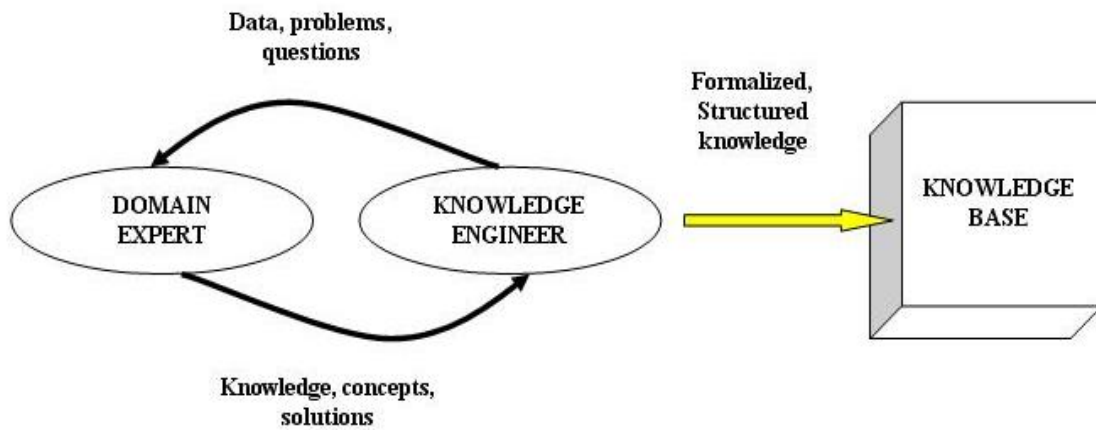 Data, problems,
questions
Formalized,
Structured
knowledge
DOMAIN
EXPERT
KNOWLEDGE
ENGINEER
KNOWLEDGE
BASE
Knowledge, concepts,
solutions